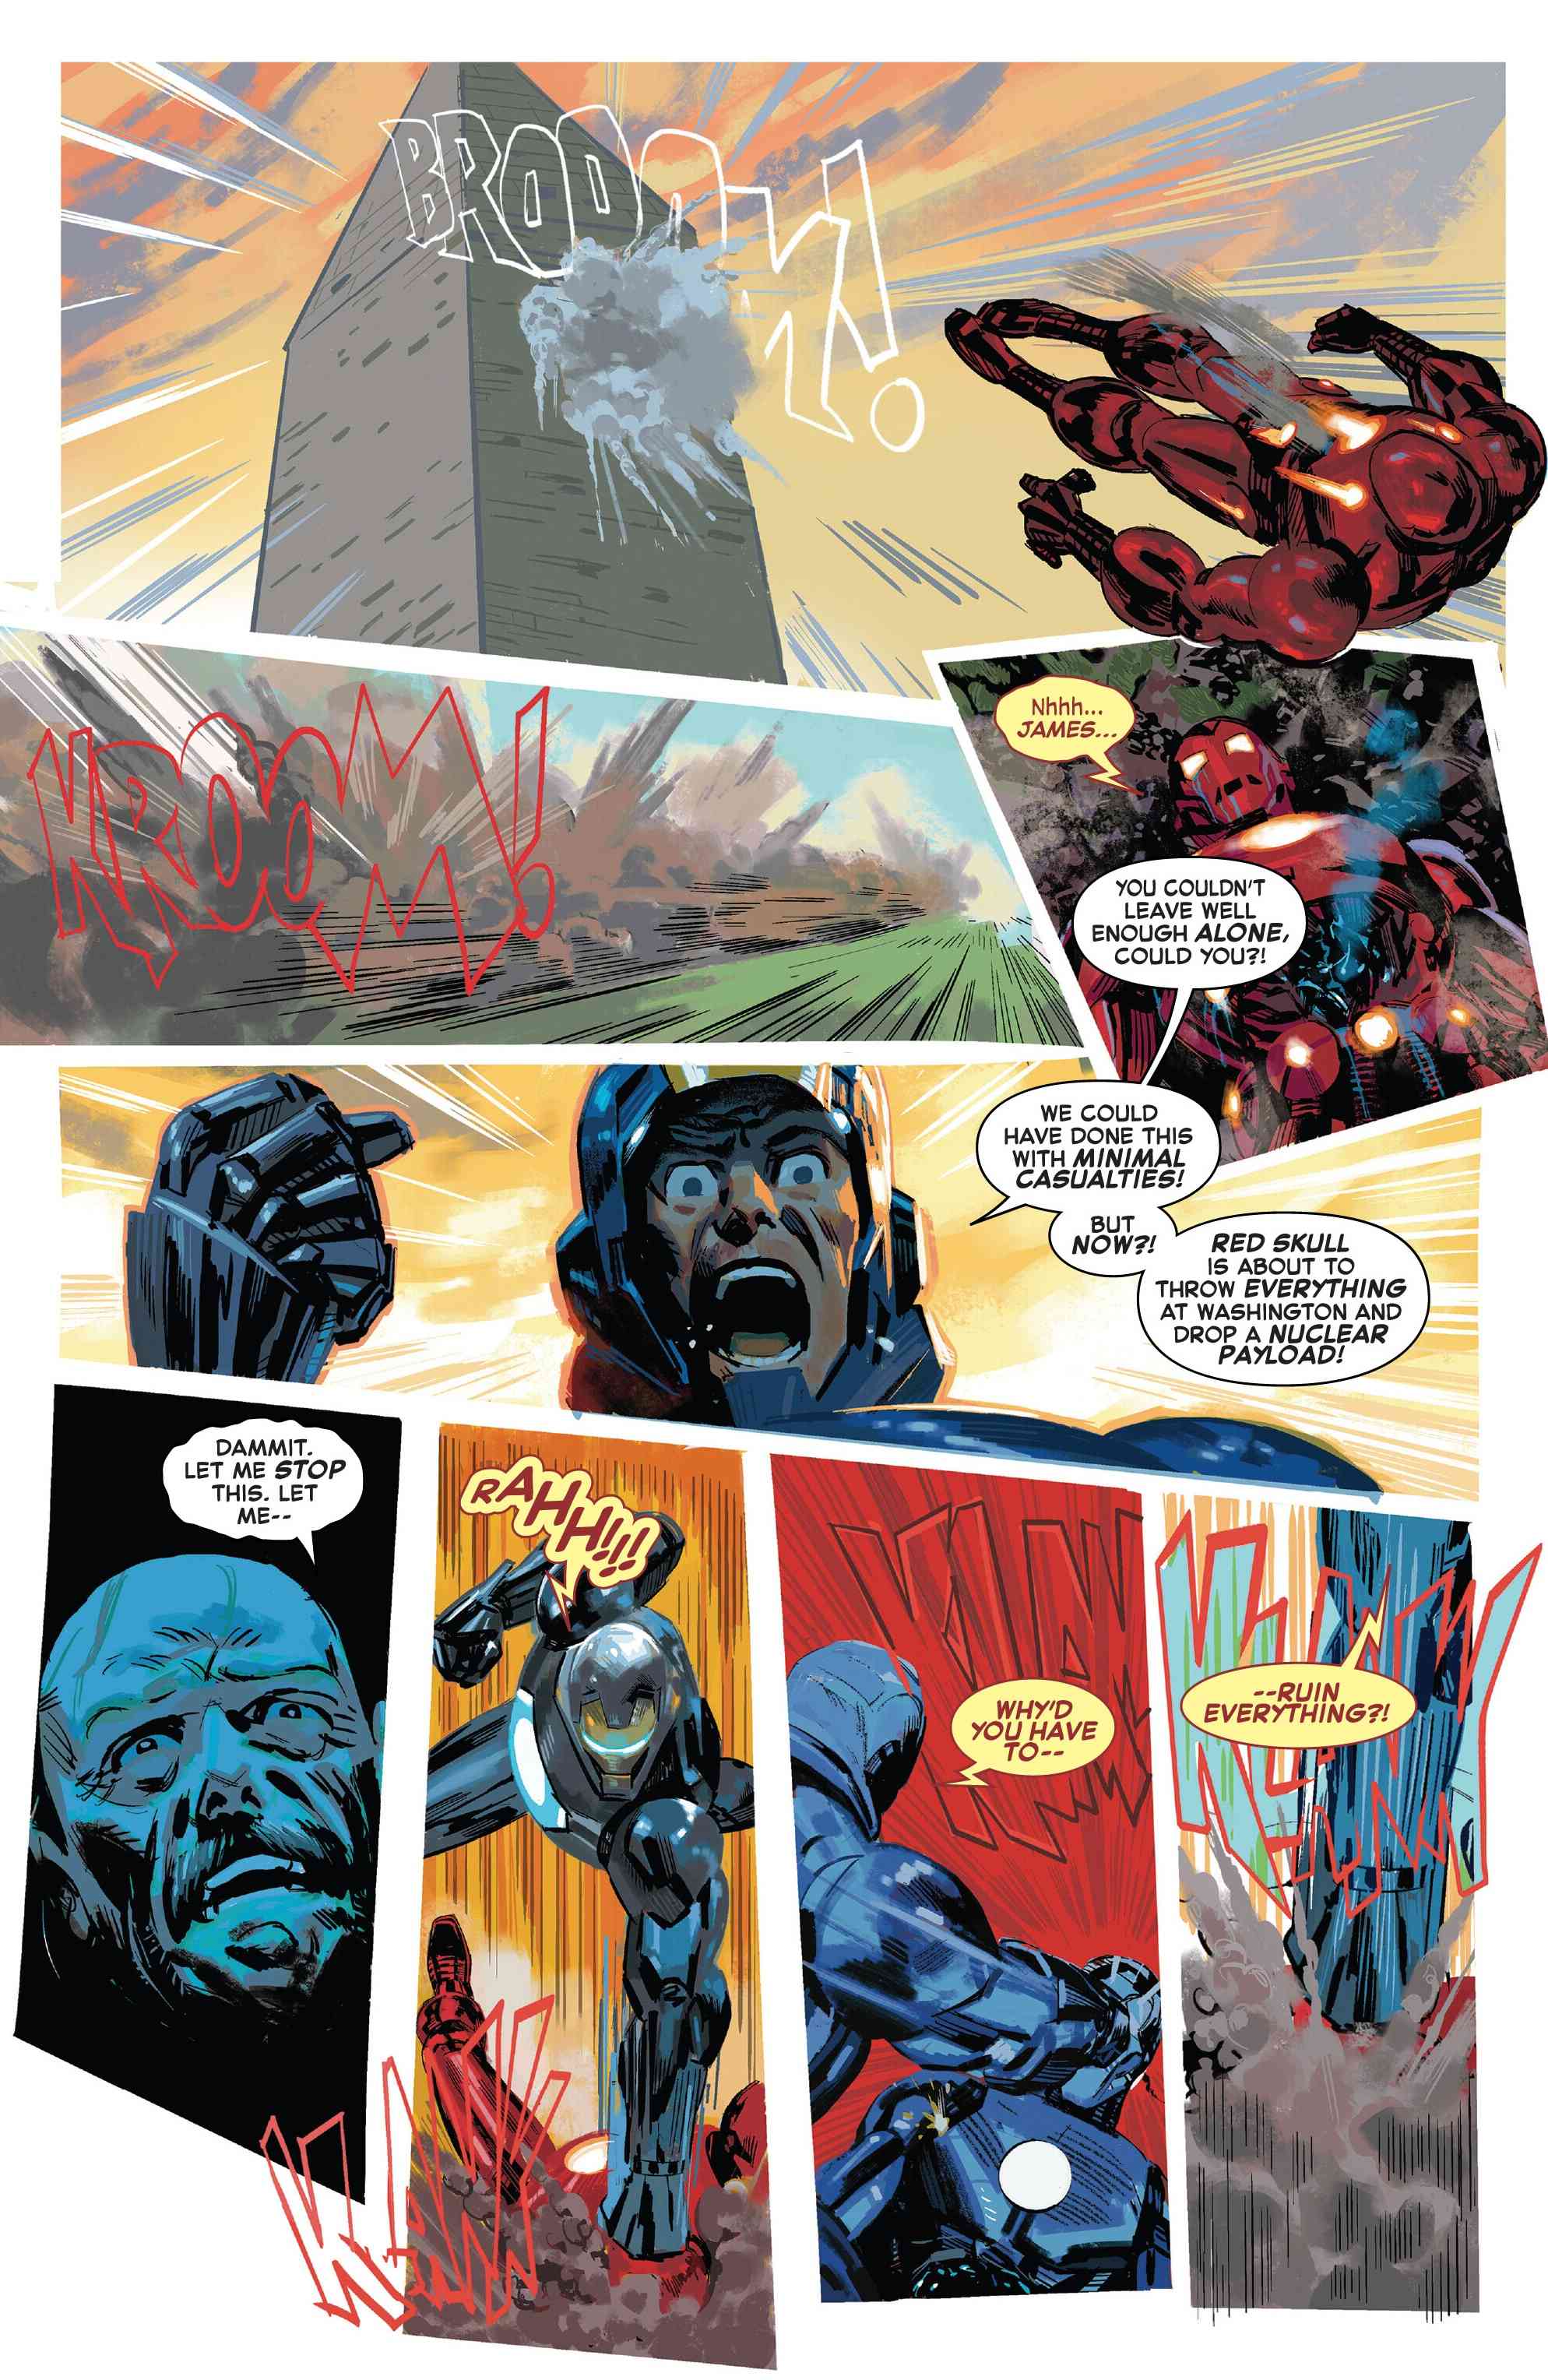 BROOOM!
KROOM!
Nhhh...
JAMES...
YOU COULDN'T
LEAVE WELL
ENOUGH ALONE,
COULD YOU?!
WE COULD
HAVE DONE THIS
WITH MINIMAL
CASUALTIES!
BUT
NOW?!
RED SKULL
IS ABOUT TO
THROW EVERYTHING
AT WASHINGTON AND
DROP A NUCLEAR
PAYLOAD!
DAMMIT.
LET ME STOP
THIS. LET
ME--
RAHH!!!
KLANK
KLANK
WHY'D
YOU HAVE
TO--
--RUIN
EVERYTHING?!